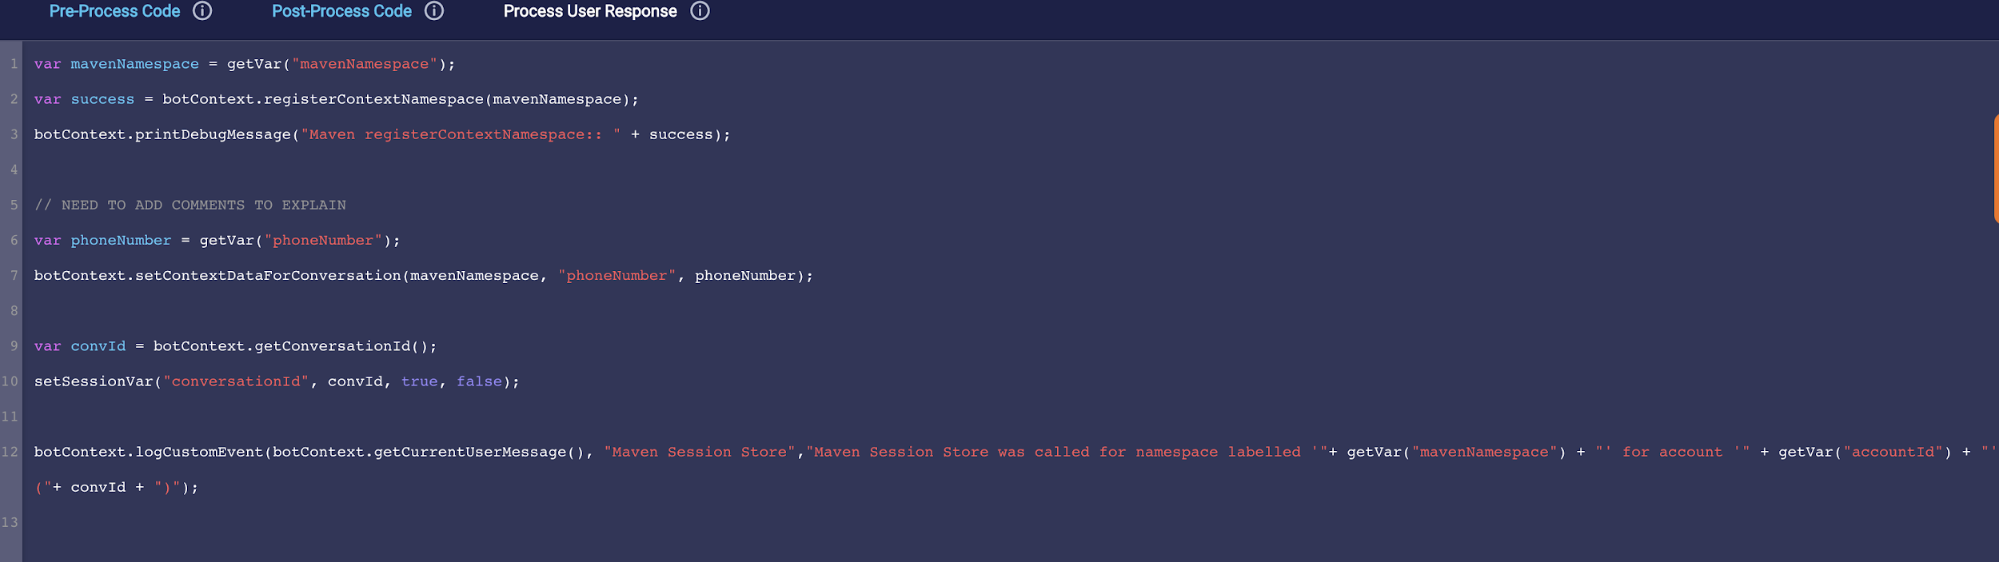 Pre-Process Code Post-Process Code Process User Response
1 var mavenNamespace = getVar("mavenNamespace");
2 var success = botContext.registerContextNamespace(mavenNamespace);
3 botContext.printDebugMessage("Maven registerContextNamespace:: " + success);
4
5 // NEED TO ADD COMMENTS TO EXPLAIN
6 var phoneNumber = getVar("phoneNumber");
7 botContext.setContextDataForConversation(mavenNamespace, "phoneNumber", phoneNumber);
8
9 var convId = botContext.getConversationId();
10 setSessionVar("conversationId", convId, true, false);
11
12 botContext.logCustomEvent(botContext.getCurrentUserMessage(), "Maven Session Store","Maven Session Store was called for namespace labelled '"+ getVar("mavenNamespace") + "' for account '" + getVar("accountId") + "'
("+ convId + ")");
13